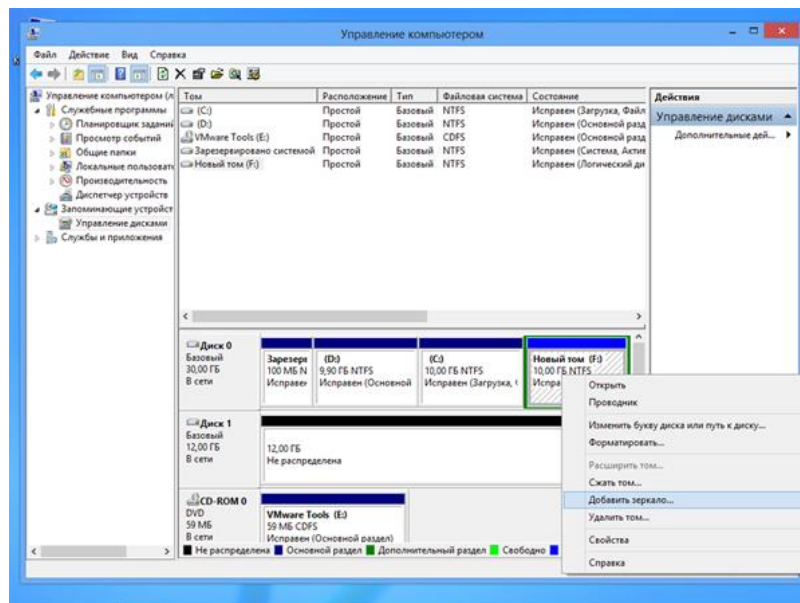 Управление компьютером
Файл Действие Вид Справка
Управление компьютером (л
Служебные программы
Планировщик заданий
Просмотр событий
Общие папки
Локальные пользовате
Производительность
Диспетчер устройств
Запоминающие устройст
Управление дисками
Службы и приложения
Том Расположение Тип Файловая система Состояние
(C:) Простой Базовый NTFS Исправен (Загрузка, Файл
(D:) Простой Базовый NTFS Исправен (Основной разд
VMware Tools (E:) Простой Базовый CDFS Исправен (Основной разд
Зарезервировано системой Простой Базовый NTFS Исправен (Система, Актив
Новый том (F:) Простой Базовый NTFS Исправен (Логический ди
Действия
Управление дисками
Дополнительные дей...
Диск 0
Базовый
30,00 ГБ
В сети
Зарезерв
100 МБ N
Исправен
(D:)
9,90 ГБ NTFS
Исправен (Основной
(C:)
10,00 ГБ NTFS
Исправен (Загрузка, (
Новый том (F:)
10,00 ГБ NTFS
Испра
Диск 1
Базовый
12,00 ГБ
В сети
12,00 ГБ
Не распределена
CD-ROM 0
DVD
59 МБ
В сети
VMware Tools (E:)
59 МБ CDFS
Исправен (Основной раздел)
Не распределена Основной раздел Дополнительный раздел Свободно
Открыть
Проводник
Изменить букву диска или путь к диску...
Форматировать...
Расширить том...
Сжать том...
Добавить зеркало...
Удалить том...
Свойства
Справка